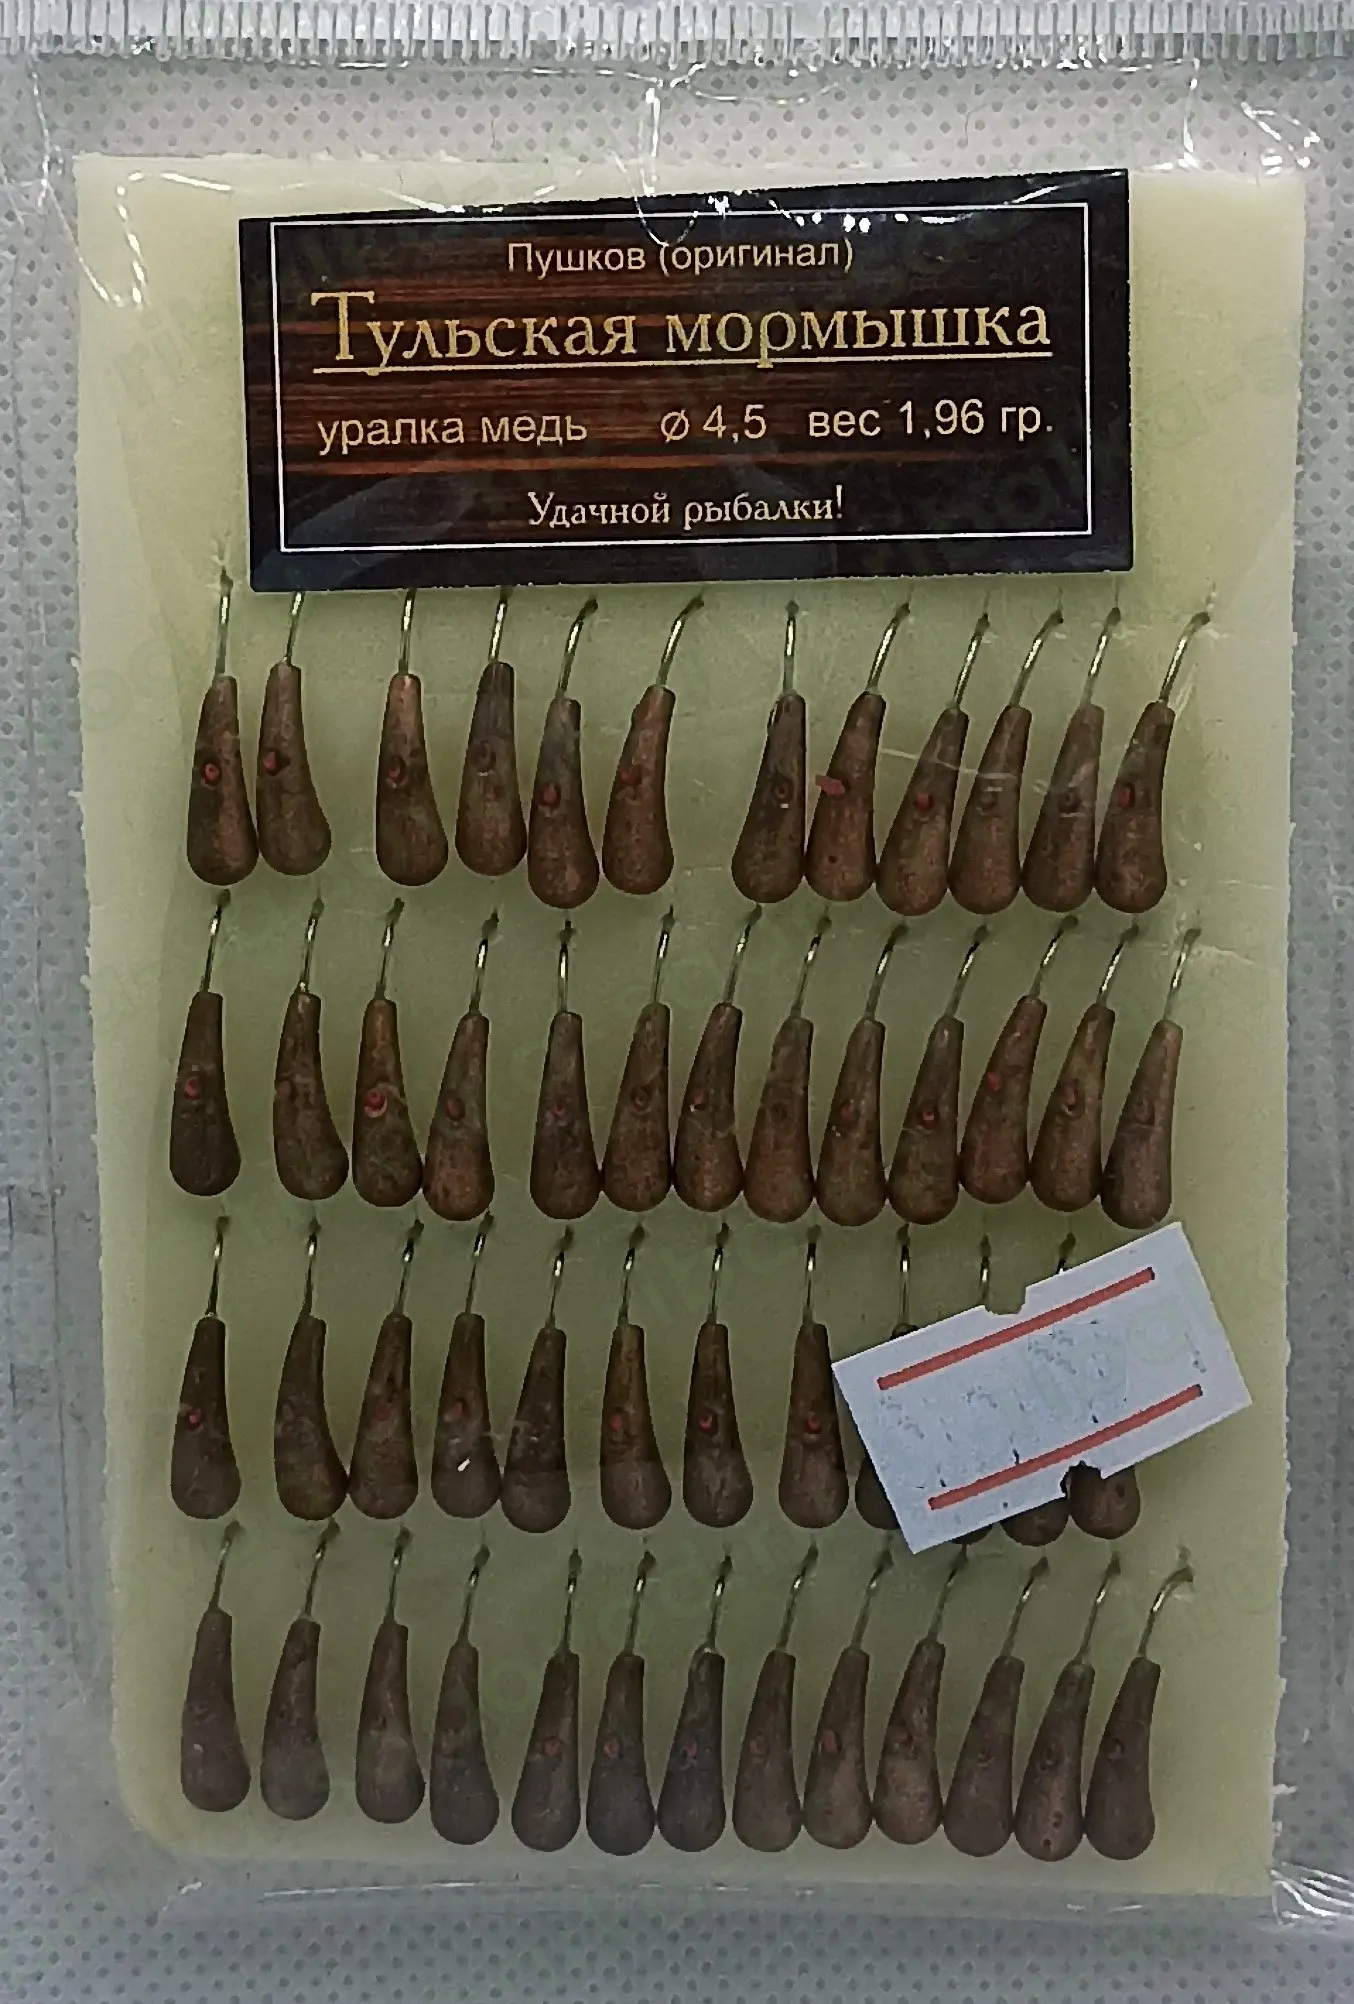 Пушков (оригинал)
Тульская мормышка
уралка медь ⌀ 4,5 вес 1,96 гр.
Удачной рыбалки!